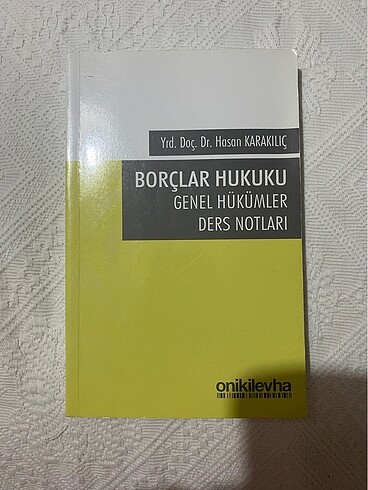 Yrd. Doç. Dr. Hasan KARAKILIÇ
BORÇLAR HUKUKU
GENEL HÜKÜMLER
DERS NOTLARI
onikilevha